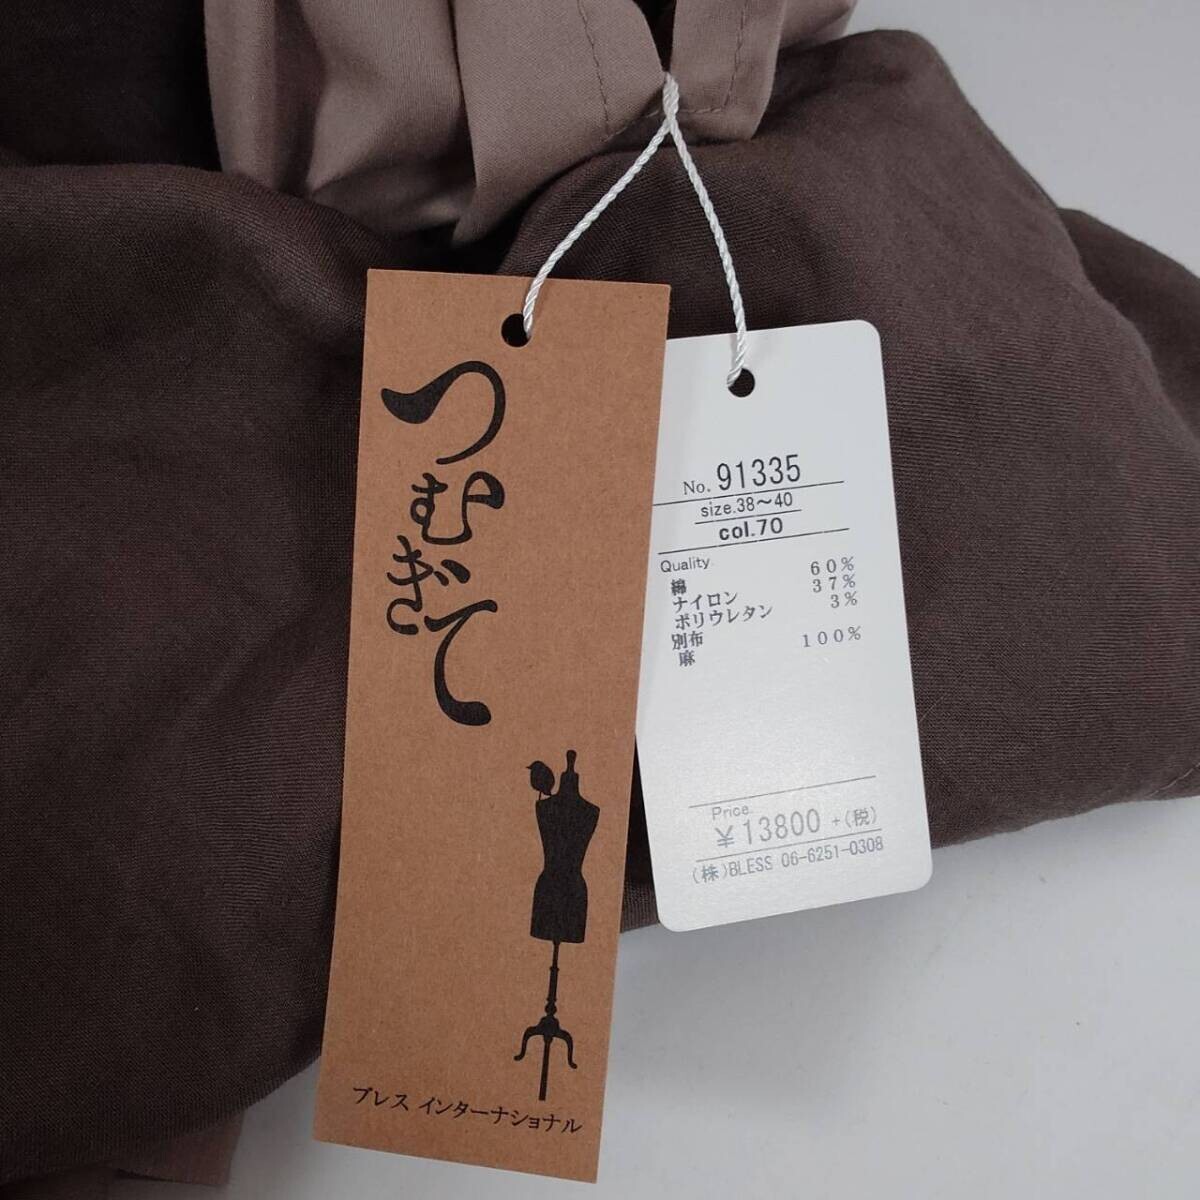 つむぎて
ブレス インターナショナル
No. 91335
size.38〜40
col.70
Quality.
綿 60%
ナイロン 37%
ポリウレタン 3%
別布
麻 100%
Price.
¥13800 +(税)
(株)BLESS 06-6251-0308